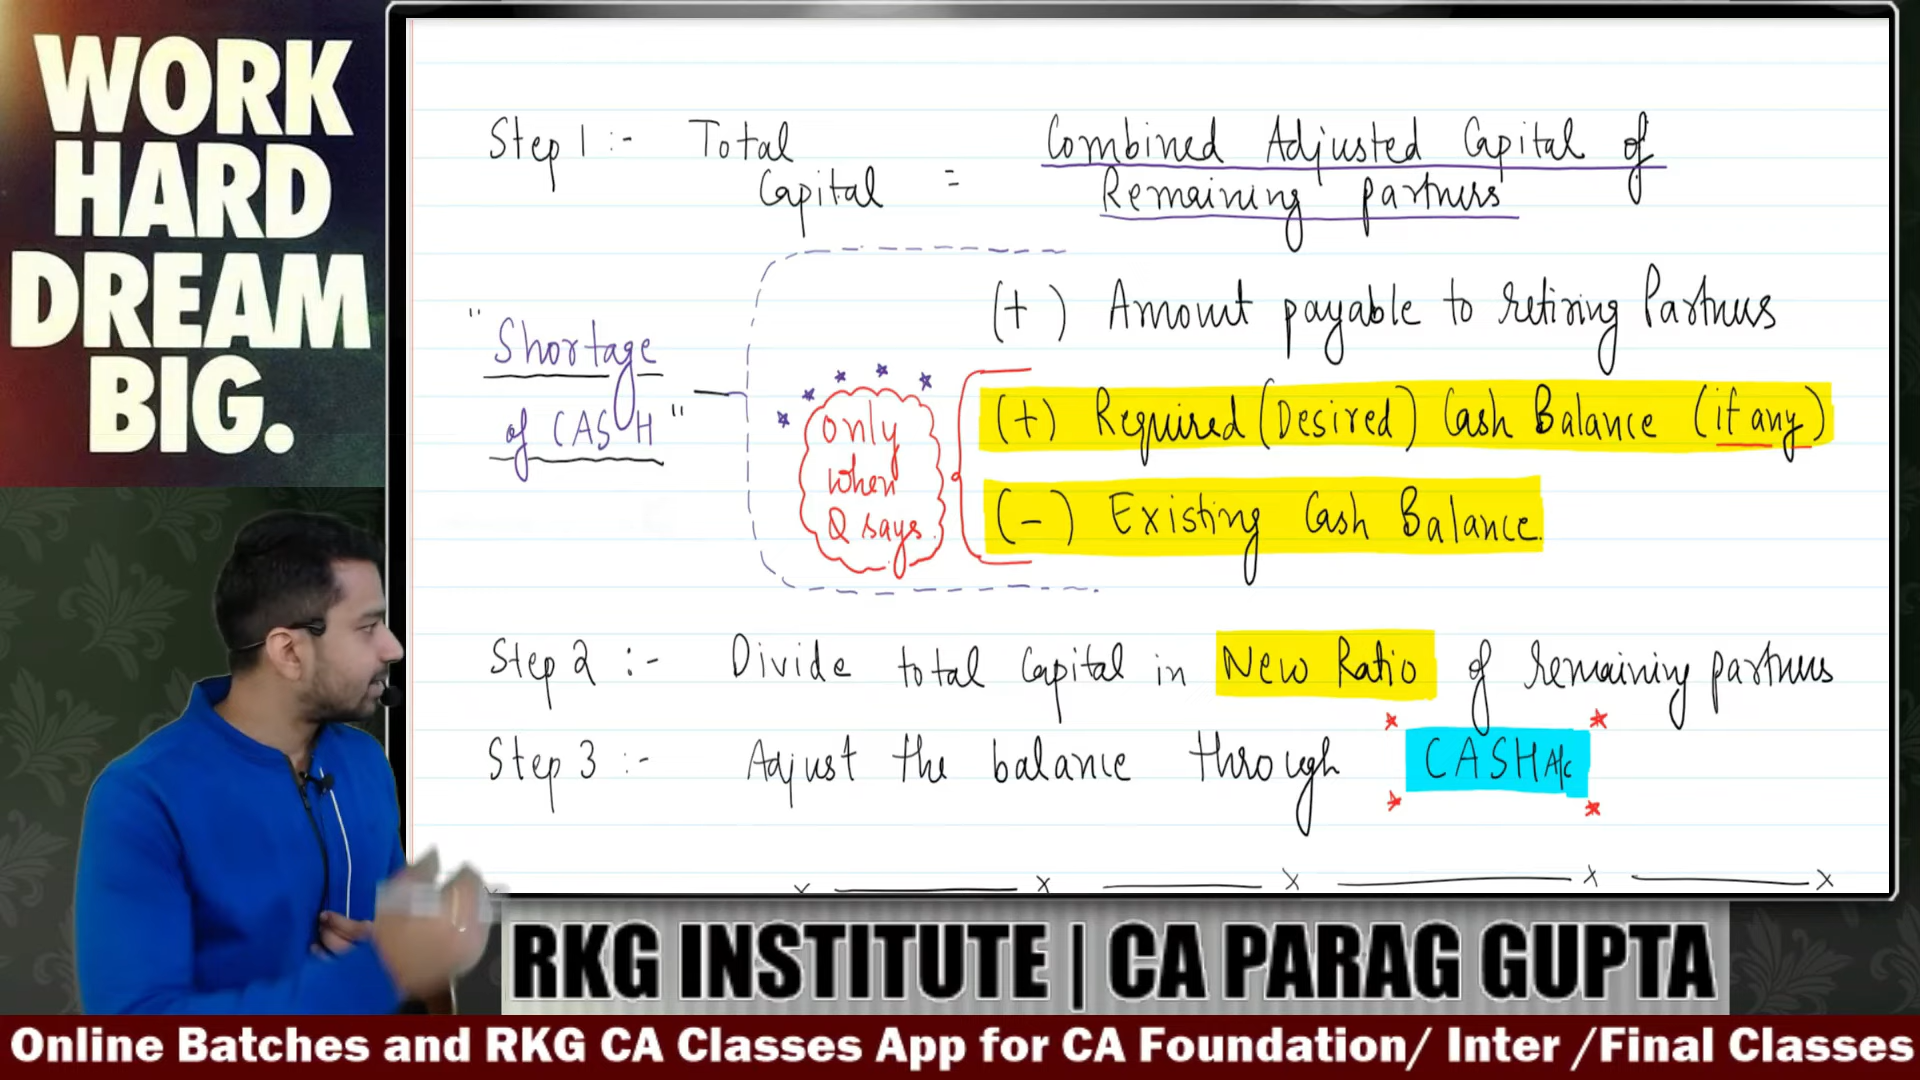 WORK
HARD
DREAM
BIG.
Step 1 :- Total Capital = Combined Adjusted Capital of
Remaining partners
(+) Amount payable to retiring Partners
"Shortage
of CASH"
only
when
Q says.
(+) Required (Desired) Cash Balance (if any)
(-) Existing Cash Balance.
Step 2 :- Divide total Capital in New Ratio of remaining partners
Step 3 :- Adjust the balance through CASH A/c
x x x x x
RKG INSTITUTE | CA PARAG GUPTA
Online Batches and RKG CA Classes App for CA Foundation/ Inter /Final Classes